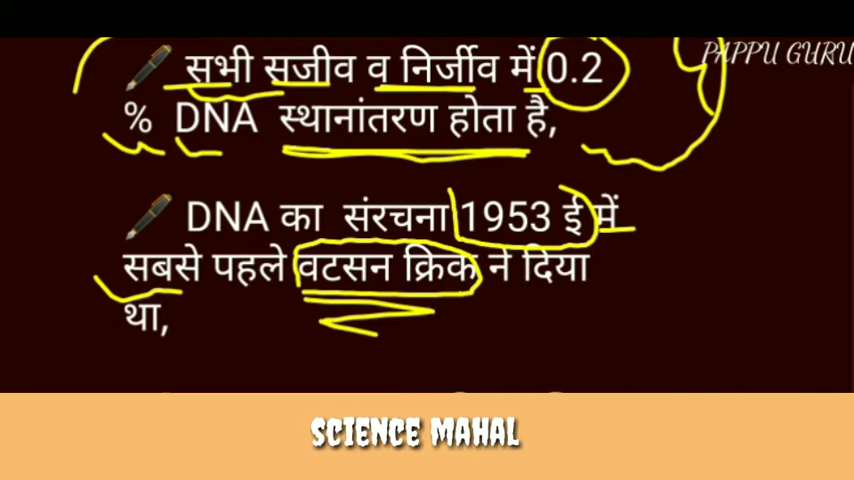 PAPPU GURU
सभी सजीव व निर्जीव में 0.2
% DNA स्थानांतरण होता है,
DNA का संरचना 1953 ई में
सबसे पहले वटसन क्रिक ने दिया
था,
SCIENCE MAHAL